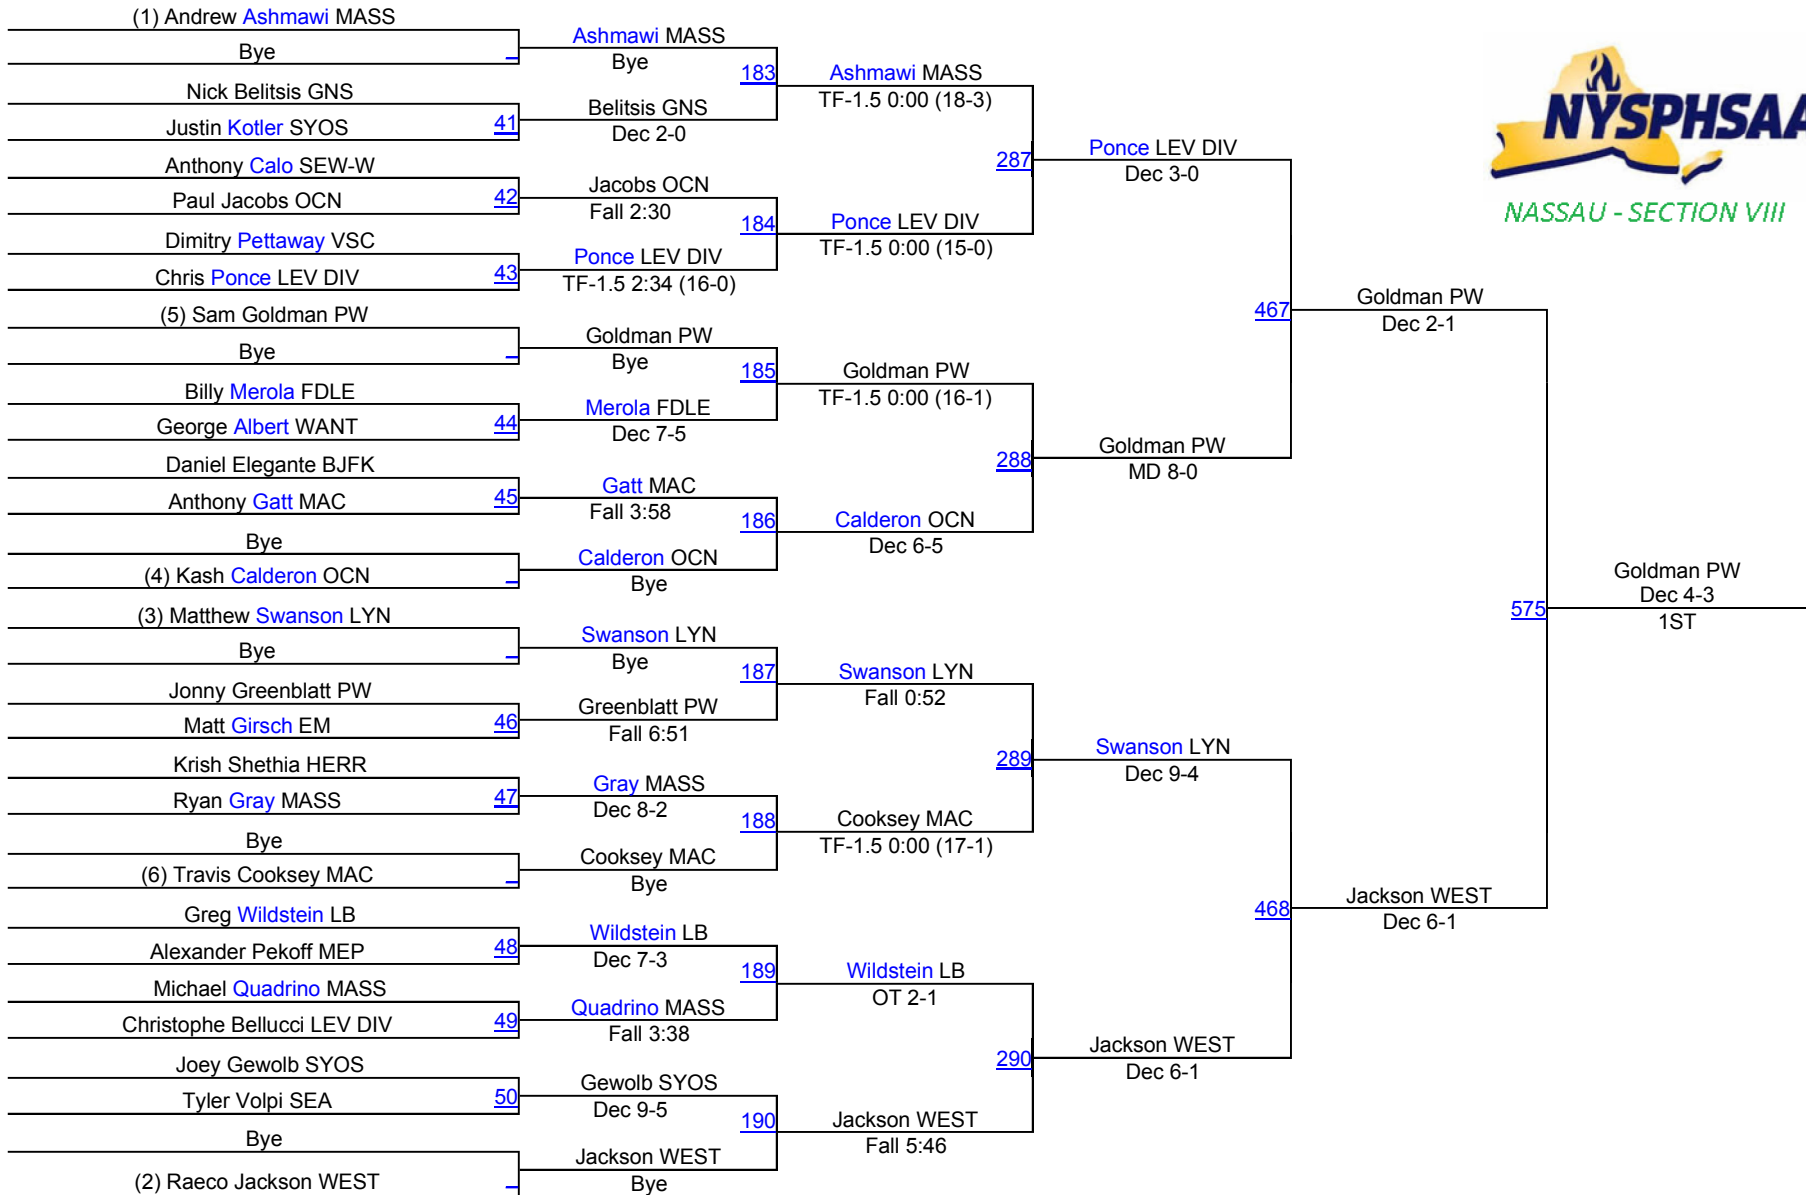 (1) Andrew Ashmawi MASS
Bye
Nick Belitsis GNS
Justin Kotler SYOS
41
Anthony Calo SEW-W
Paul Jacobs OCN
42
Dimitry Pettaway VSC
Chris Ponce LEV DIV
43
(5) Sam Goldman PW
Bye
Billy Merola FDLE
George Albert WANT
44
Daniel Elegante BJFK
Anthony Gatt MAC
45
Bye
(4) Kash Calderon OCN
(3) Matthew Swanson LYN
Bye
Jonny Greenblatt PW
Matt Girsch EM
46
Krish Shethia HERR
Ryan Gray MASS
47
Bye
(6) Travis Cooksey MAC
Greg Wildstein LB
Alexander Pekoff MEP
48
Michael Quadrino MASS
Christophe Bellucci LEV DIV
49
Joey Gewolb SYOS
Tyler Volpi SEA
50
Bye
(2) Raeco Jackson WEST
Ashmawi MASS
Bye
183
Belitsis GNS
Dec 2-0
Jacobs OCN
Fall 2:30
184
Ponce LEV DIV
TF-1.5 2:34 (16-0)
Goldman PW
Bye
185
Merola FDLE
Dec 7-5
Gatt MAC
Fall 3:58
186
Calderon OCN
Bye
Swanson LYN
Bye
187
Greenblatt PW
Fall 6:51
Gray MASS
Dec 8-2
188
Cooksey MAC
Bye
Wildstein LB
Dec 7-3
189
Quadrino MASS
Fall 3:38
Gewolb SYOS
Dec 9-5
190
Jackson WEST
Bye
Ashmawi MASS
TF-1.5 0:00 (18-3)
287
Ponce LEV DIV
TF-1.5 0:00 (15-0)
Goldman PW
TF-1.5 0:00 (16-1)
288
Calderon OCN
Dec 6-5
Swanson LYN
Fall 0:52
289
Cooksey MAC
TF-1.5 0:00 (17-1)
Wildstein LB
OT 2-1
290
Jackson WEST
Fall 5:46
Ponce LEV DIV
Dec 3-0
467
Goldman PW
MD 8-0
Swanson LYN
Dec 9-4
468
Jackson WEST
Dec 6-1
Goldman PW
Dec 2-1
575
Jackson WEST
Dec 6-1
Goldman PW
Dec 4-3
1ST
NYSPHSAA
NASSAU - SECTION VIII